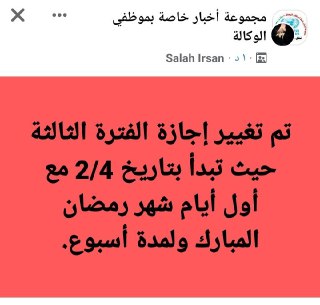 مجموعة أخبار خاصة بموظفي
الوكالة
Salah Irsan · ١٠ د
تم تغيير إجازة الفترة الثالثة
حيث تبدأ بتاريخ 2/4 مع
أول أيام شهر رمضان
المبارك ولمدة أسبوع.